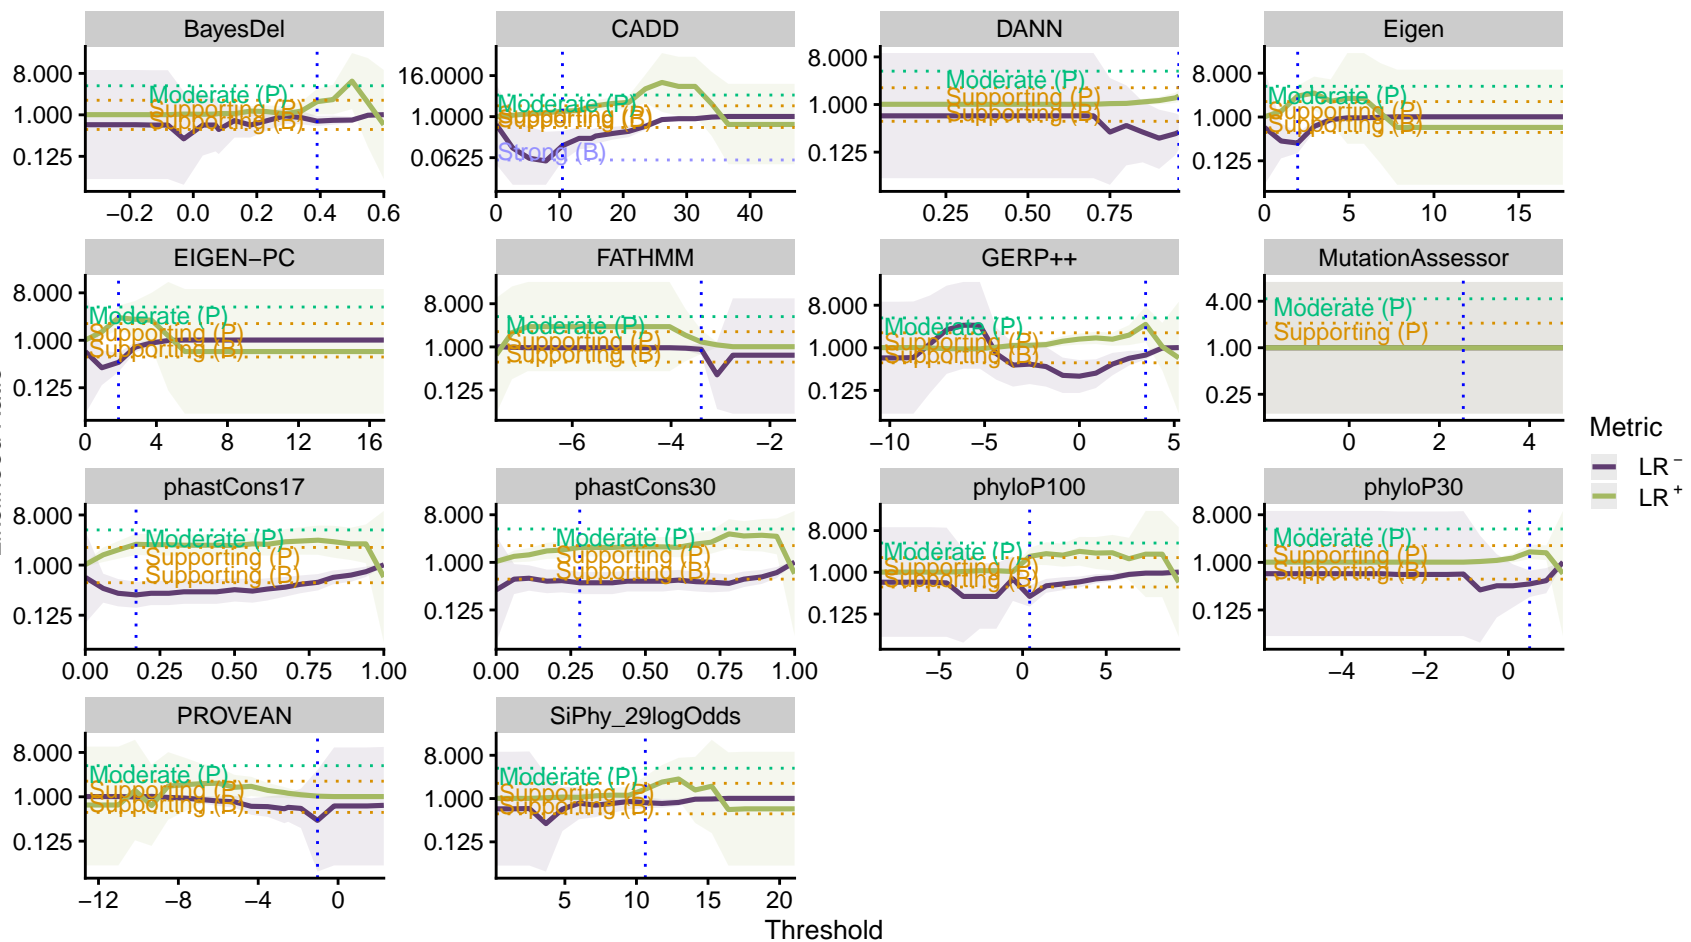 BayesDel
CADD
DANN
Eigen
8.000
1.000
0.125
Moderate (P)
Supporting (P)
Supporting (B)
−0.2 0.0 0.2 0.4 0.6
16.0000
1.0000
0.0625
Moderate (P)
Supporting (P)
Supporting (B)
Strong (B)
0 10 20 30 40
8.000
1.000
0.125
Moderate (P)
Supporting (P)
Supporting (B)
0.25 0.50 0.75
8.000
1.000
0.125
Moderate (P)
Supporting (P)
Supporting (B)
0 5 10 15
EIGEN−PC
FATHMM
GERP++
MutationAssessor
8.000
1.000
0.125
Moderate (P)
Supporting (P)
Supporting (B)
0 4 8 12 16
8.000
1.000
0.125
Moderate (P)
Supporting (P)
Supporting (B)
−6 −4 −2
8.000
1.000
0.125
Moderate (P)
Supporting (P)
Supporting (B)
−10 −5 0 5
4.00
1.00
0.25
Moderate (P)
Supporting (P)
0 2 4
phastCons17
phastCons30
phyloP100
phyloP30
8.000
1.000
0.125
Moderate (P)
Supporting (P)
Supporting (B)
0.00 0.25 0.50 0.75 1.00
8.000
1.000
0.125
Moderate (P)
Supporting (P)
Supporting (B)
0.00 0.25 0.50 0.75 1.00
8.000
1.000
0.125
Moderate (P)
Supporting (P)
Supporting (B)
−5 0 5
8.000
1.000
0.125
Moderate (P)
Supporting (P)
Supporting (B)
−4 −2 0
PROVEAN
SiPhy_29logOdds
8.000
1.000
0.125
Moderate (P)
Supporting (P)
Supporting (B)
−12 −8 −4 0
8.000
1.000
0.125
Moderate (P)
Supporting (P)
Supporting (B)
5 10 15 20
Threshold
Metric
LR⁻
LR⁺